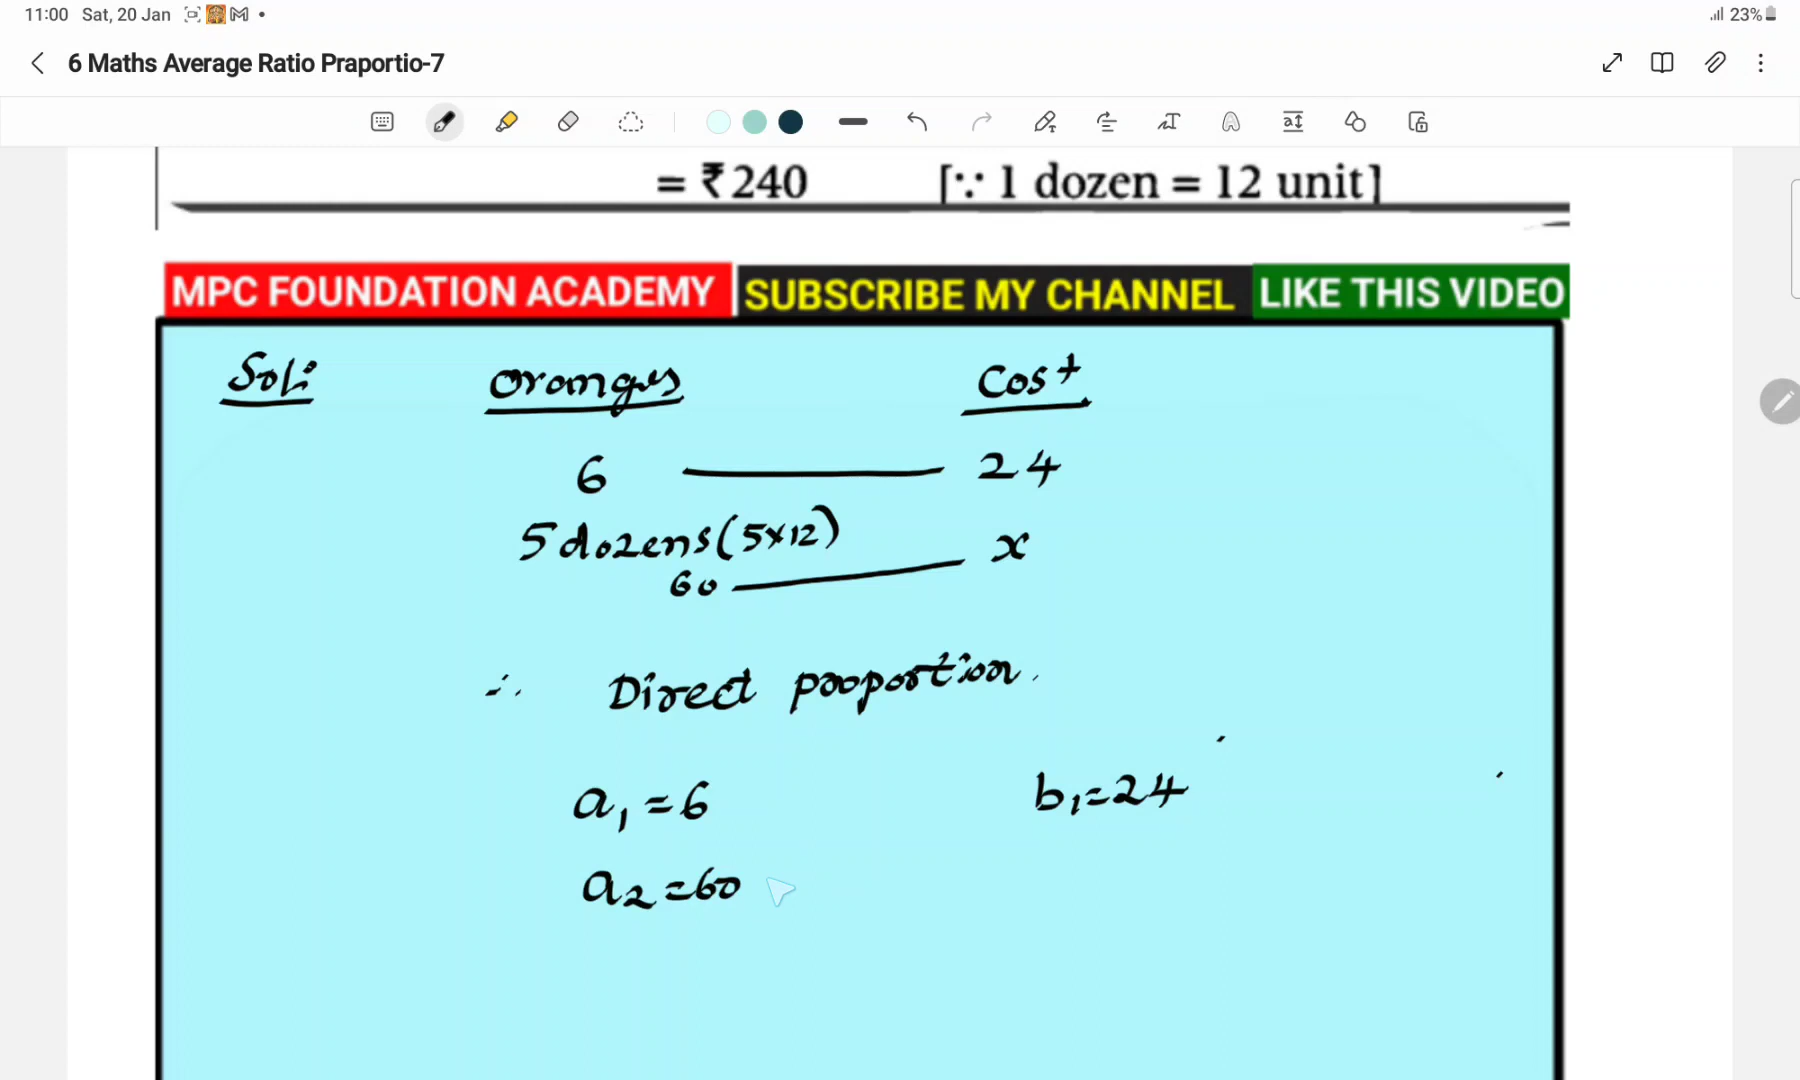 11:00 Sat, 20 Jan
23%
6 Maths Average Ratio Praportio-7
= ₹240 [∵ 1 dozen = 12 unit]
MPC FOUNDATION ACADEMY SUBSCRIBE MY CHANNEL LIKE THIS VIDEO
Sol: Oranges Cost
6 —— 24
5 dozens (5×12)
60 —— x
∴ Direct proportion.
a₁ = 6 b₁ = 24
a₂ = 60